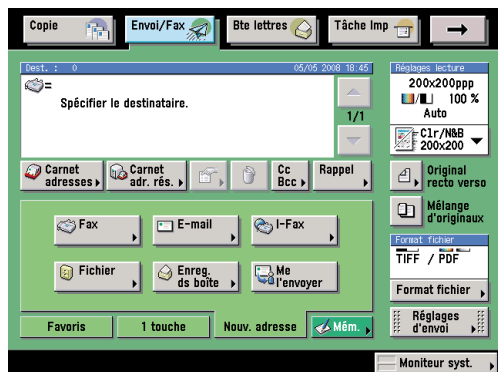 Copie
Envoi/Fax
Bte lettres
Tâche Imp
Dest. : 0
05/05 2008 18:45
Spécifier le destinataire.
1/1
Carnet
adresses
Carnet
adr. rés.
Cc
Bcc
Rappel
Fax
E-mail
I-Fax
Fichier
Enreg.
ds boîte
Me
l'envoyer
Favoris
1 touche
Nouv. adresse
Mém.
Réglages lecture
200x200ppp
100 %
Auto
Clr/N&B
200x200
Original
recto verso
Mélange
d'originaux
Format fichier
TIFF / PDF
Format fichier
Réglages
d'envoi
Moniteur syst.